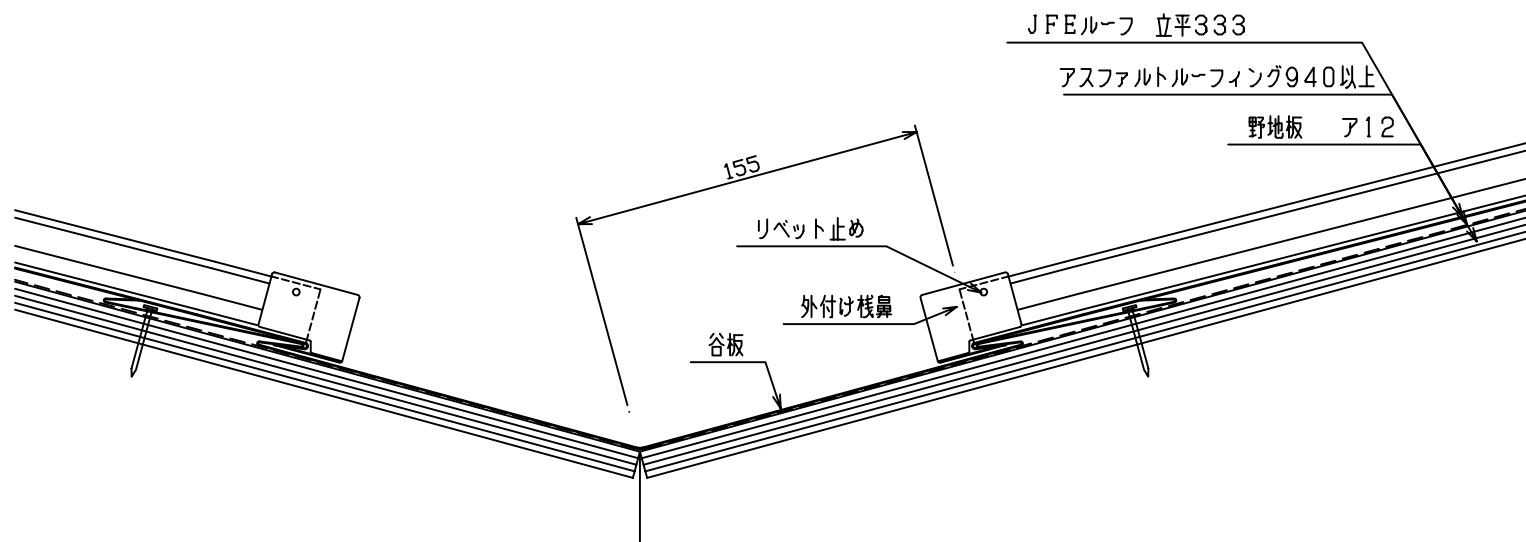 JFEルーフ 立平333
アスファルトルーフィング940以上
野地板 ア12
155
リベット止め
外付け桟鼻
谷板